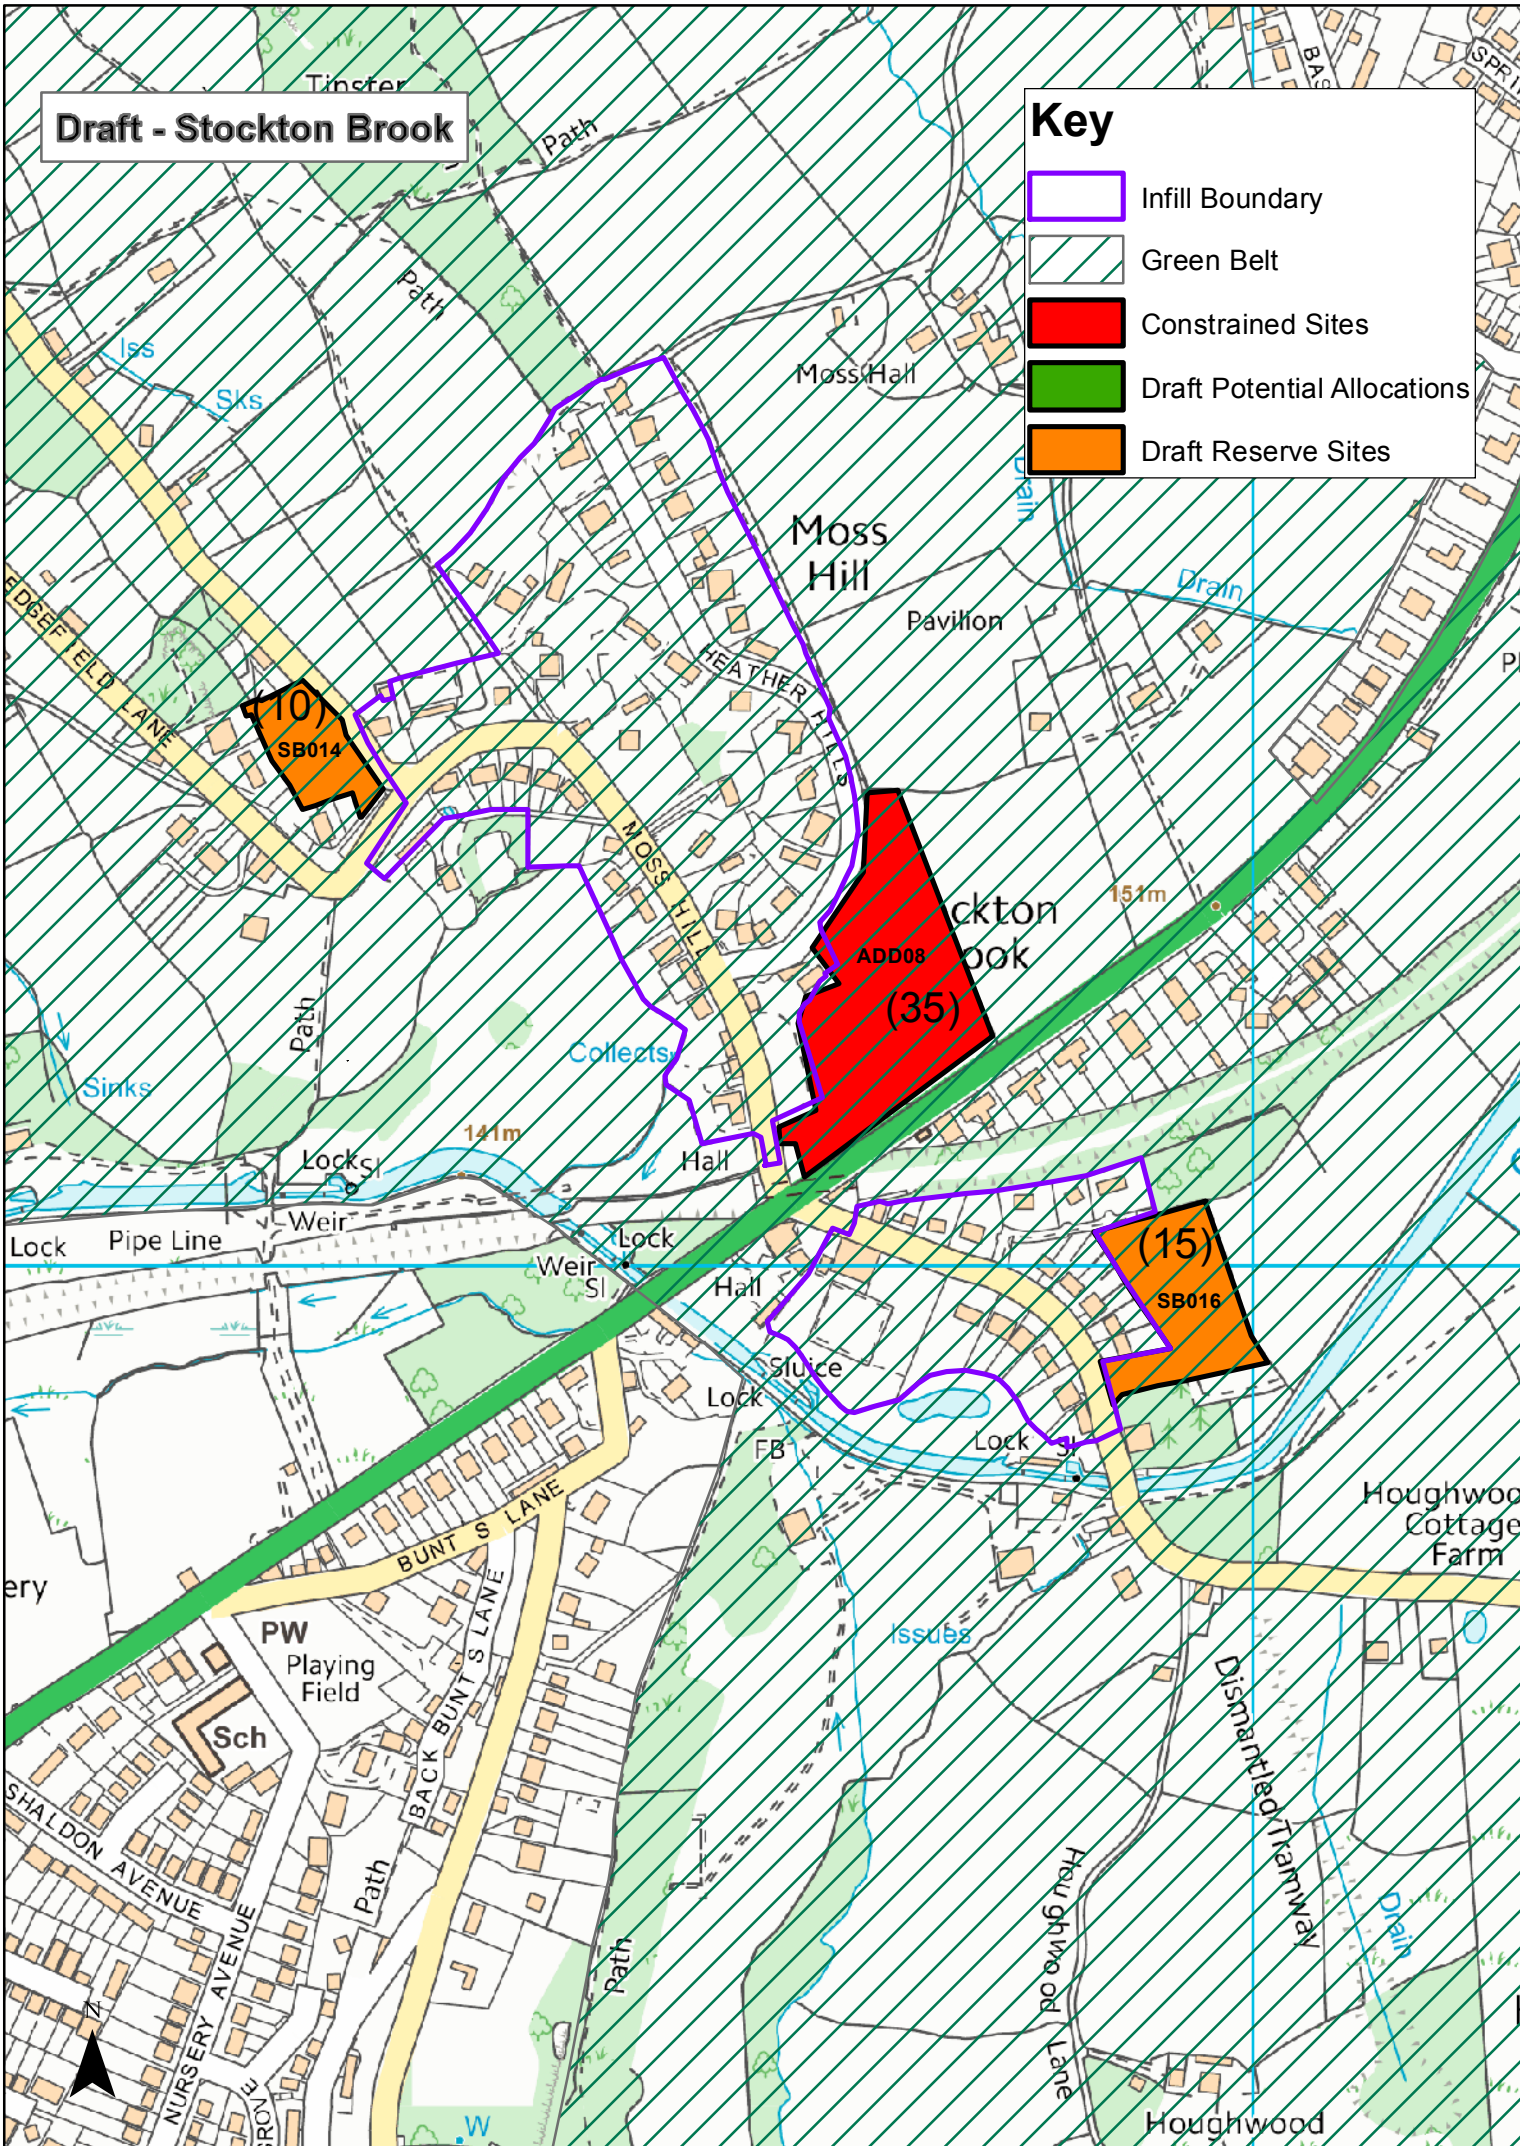 Tinster
Draft - Stockton Brook
Path
Key
Infill Boundary
Green Belt
Constrained Sites
Draft Potential Allocations
Draft Reserve Sites
Path
Iss
Sks
Moss Hall
Drain
Moss
Hill
Drain
Pavilion
EDGEFIELD LANE
HEATHER HILLS
(10)
SB014
MOSS HILL
151m
ckton
ook
ADD08
(35)
Path
Collects
Sinks
141m
Hall
Lock
Sl
Weir
Lock
Pipe Line
Lock
Weir
Sl
Hall
(15)
SB016
Sluice
Lock
FB
Lock
Sl
Houghwoo
Cottage
Farm
BUNT S LANE
ery
PW
Playing
Field
Issues
BACK BUNT S LANE
Sch
Dismantled Tramway
SHALDON AVENUE
Path
NURSERY AVENUE
Path
Houghwood Lane
Drain
N
GROVE
W
Houghwood